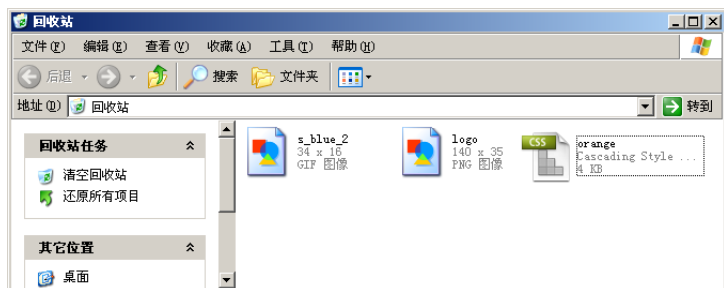 回收站
文件(F) 编辑(E) 查看(V) 收藏(A) 工具(T) 帮助(H)
后退 搜索 文件夹
地址(D) 回收站 转到
回收站任务
清空回收站
还原所有项目
其它位置
桌面
s_blue_2
34 x 16
GIF 图像
logo
140 x 35
PNG 图像
CSS
orange
Cascading Style ...
4 KB